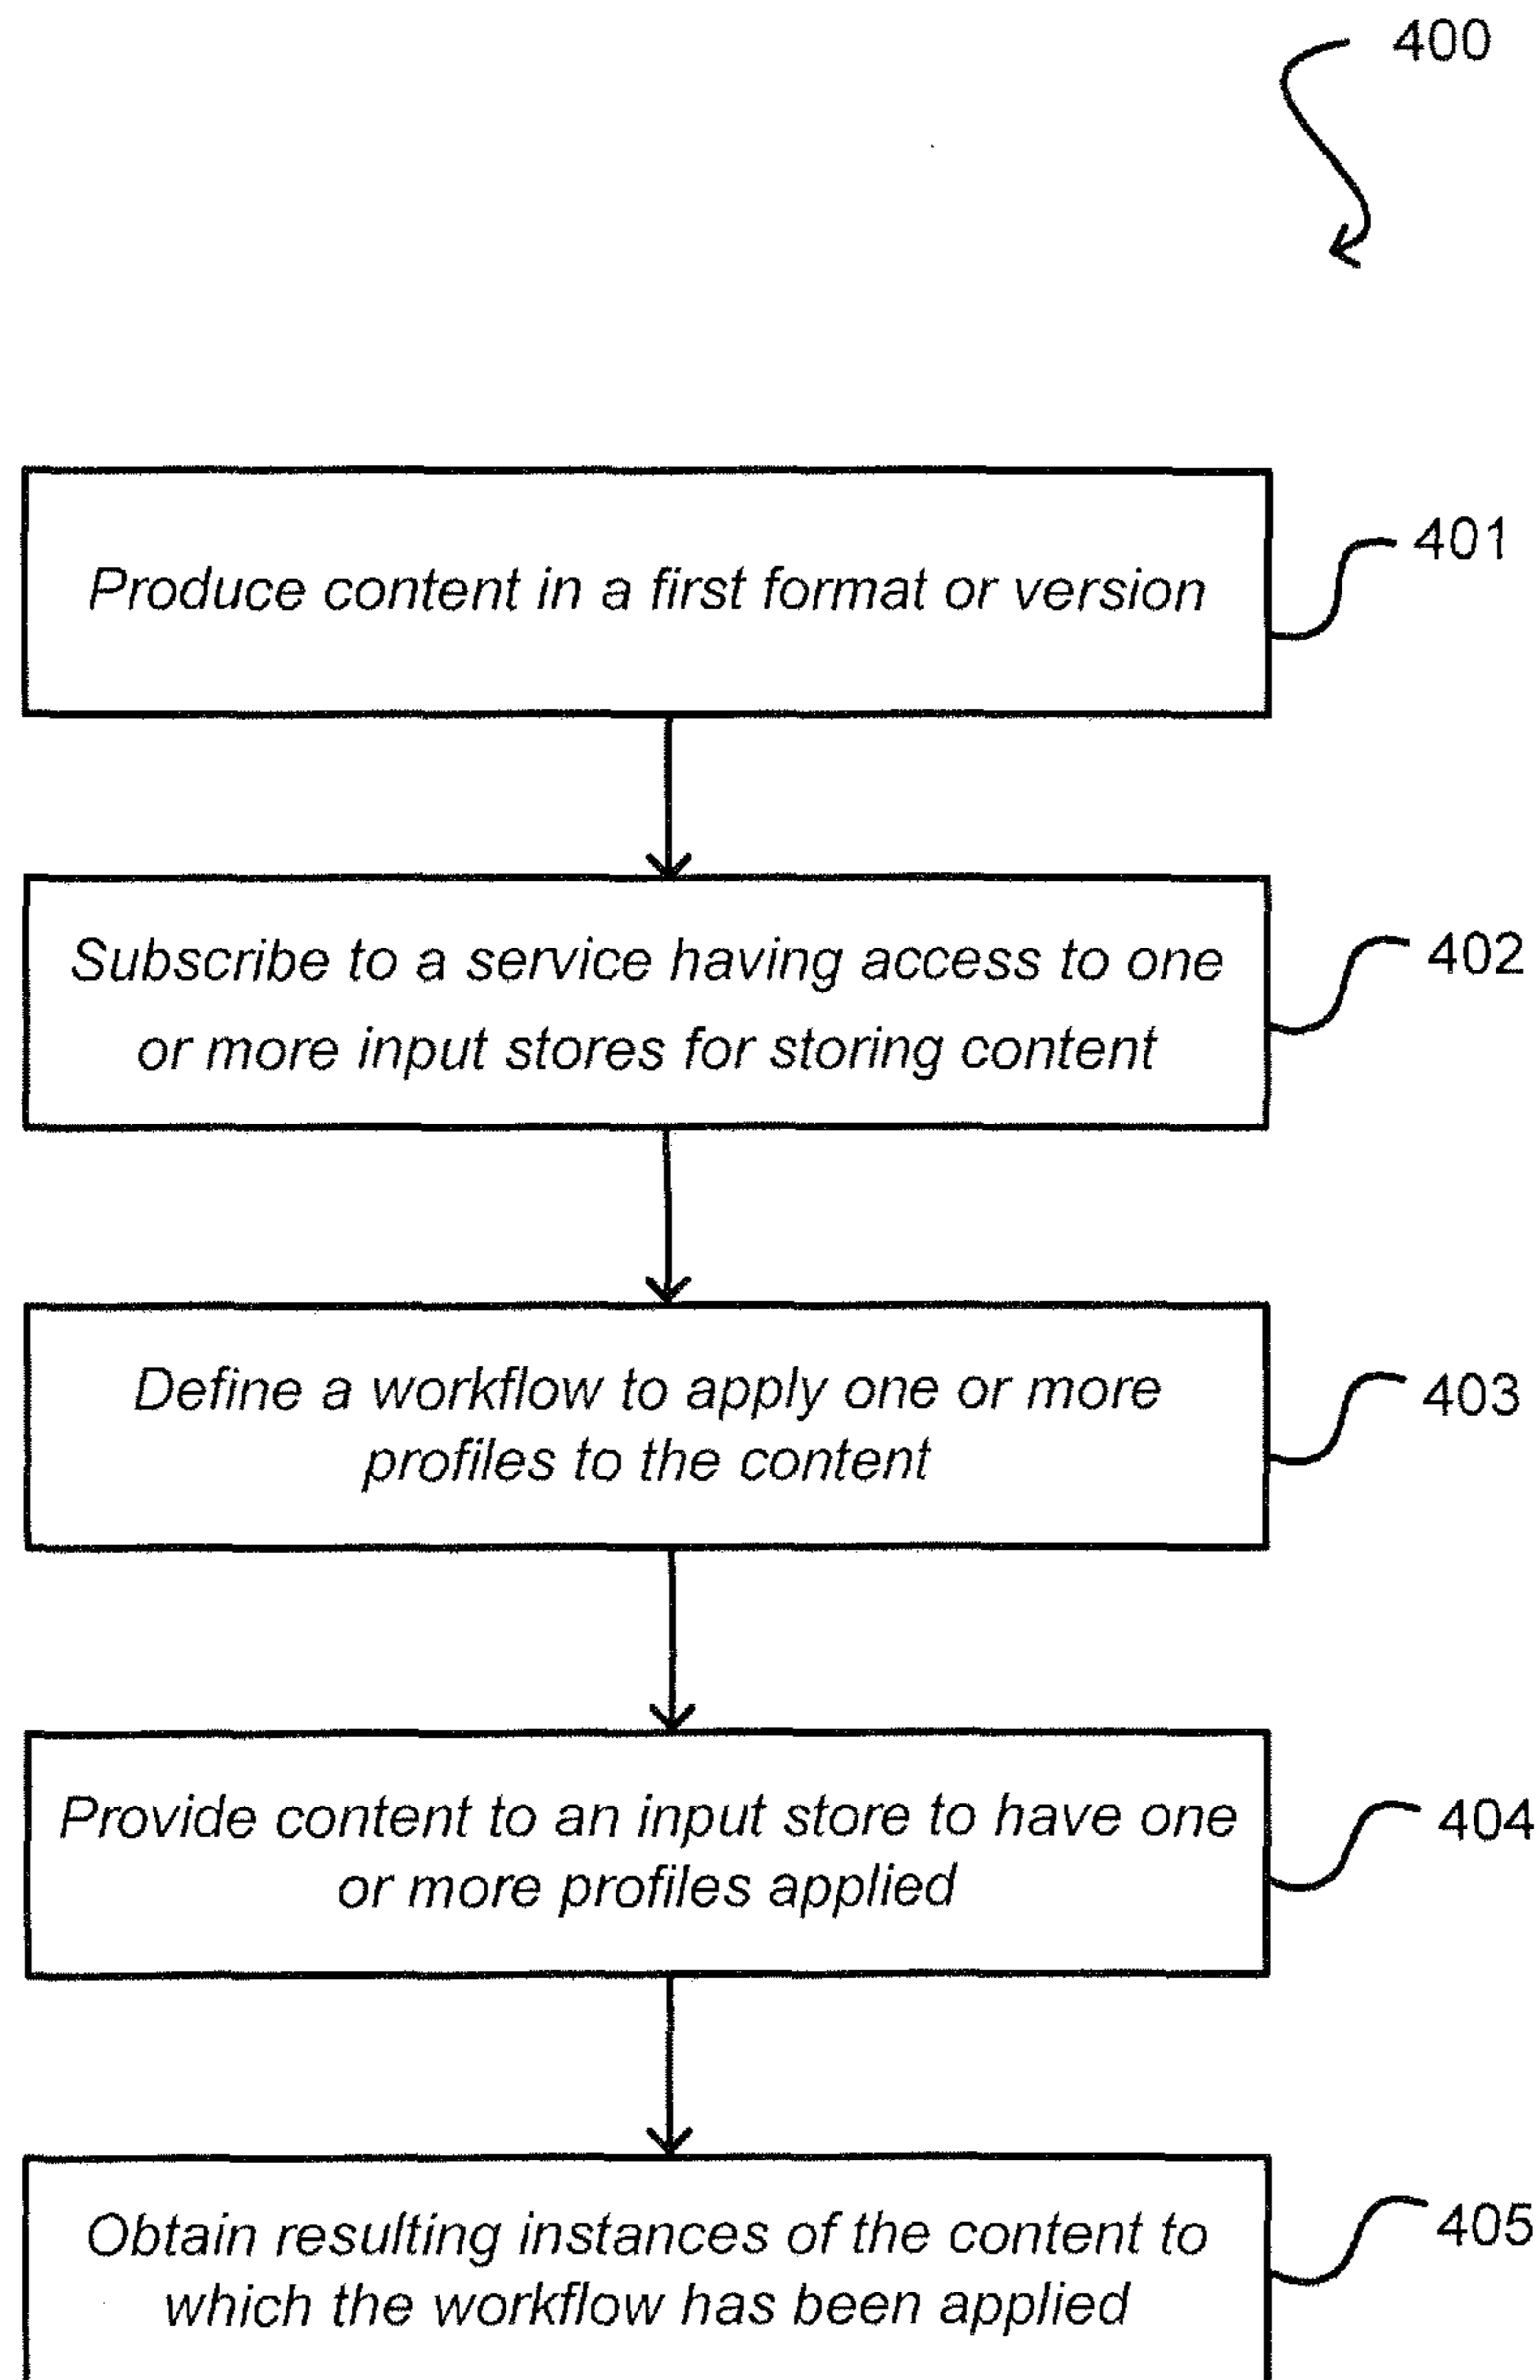 400
Produce content in a first format or version
401
Subscribe to a service having access to one
or more input stores for storing content
402
Define a workflow to apply one or more
profiles to the content
403
Provide content to an input store to have one
or more profiles applied
404
Obtain resulting instances of the content to
which the workflow has been applied
405